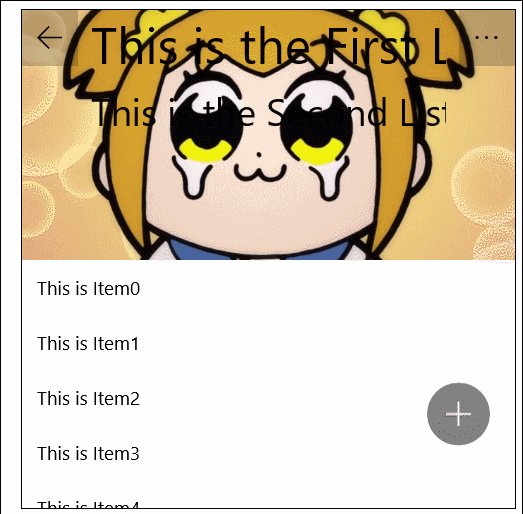 This is the First L
This is the Second List
This is Item0
This is Item1
This is Item2
This is Item3
This is Item4